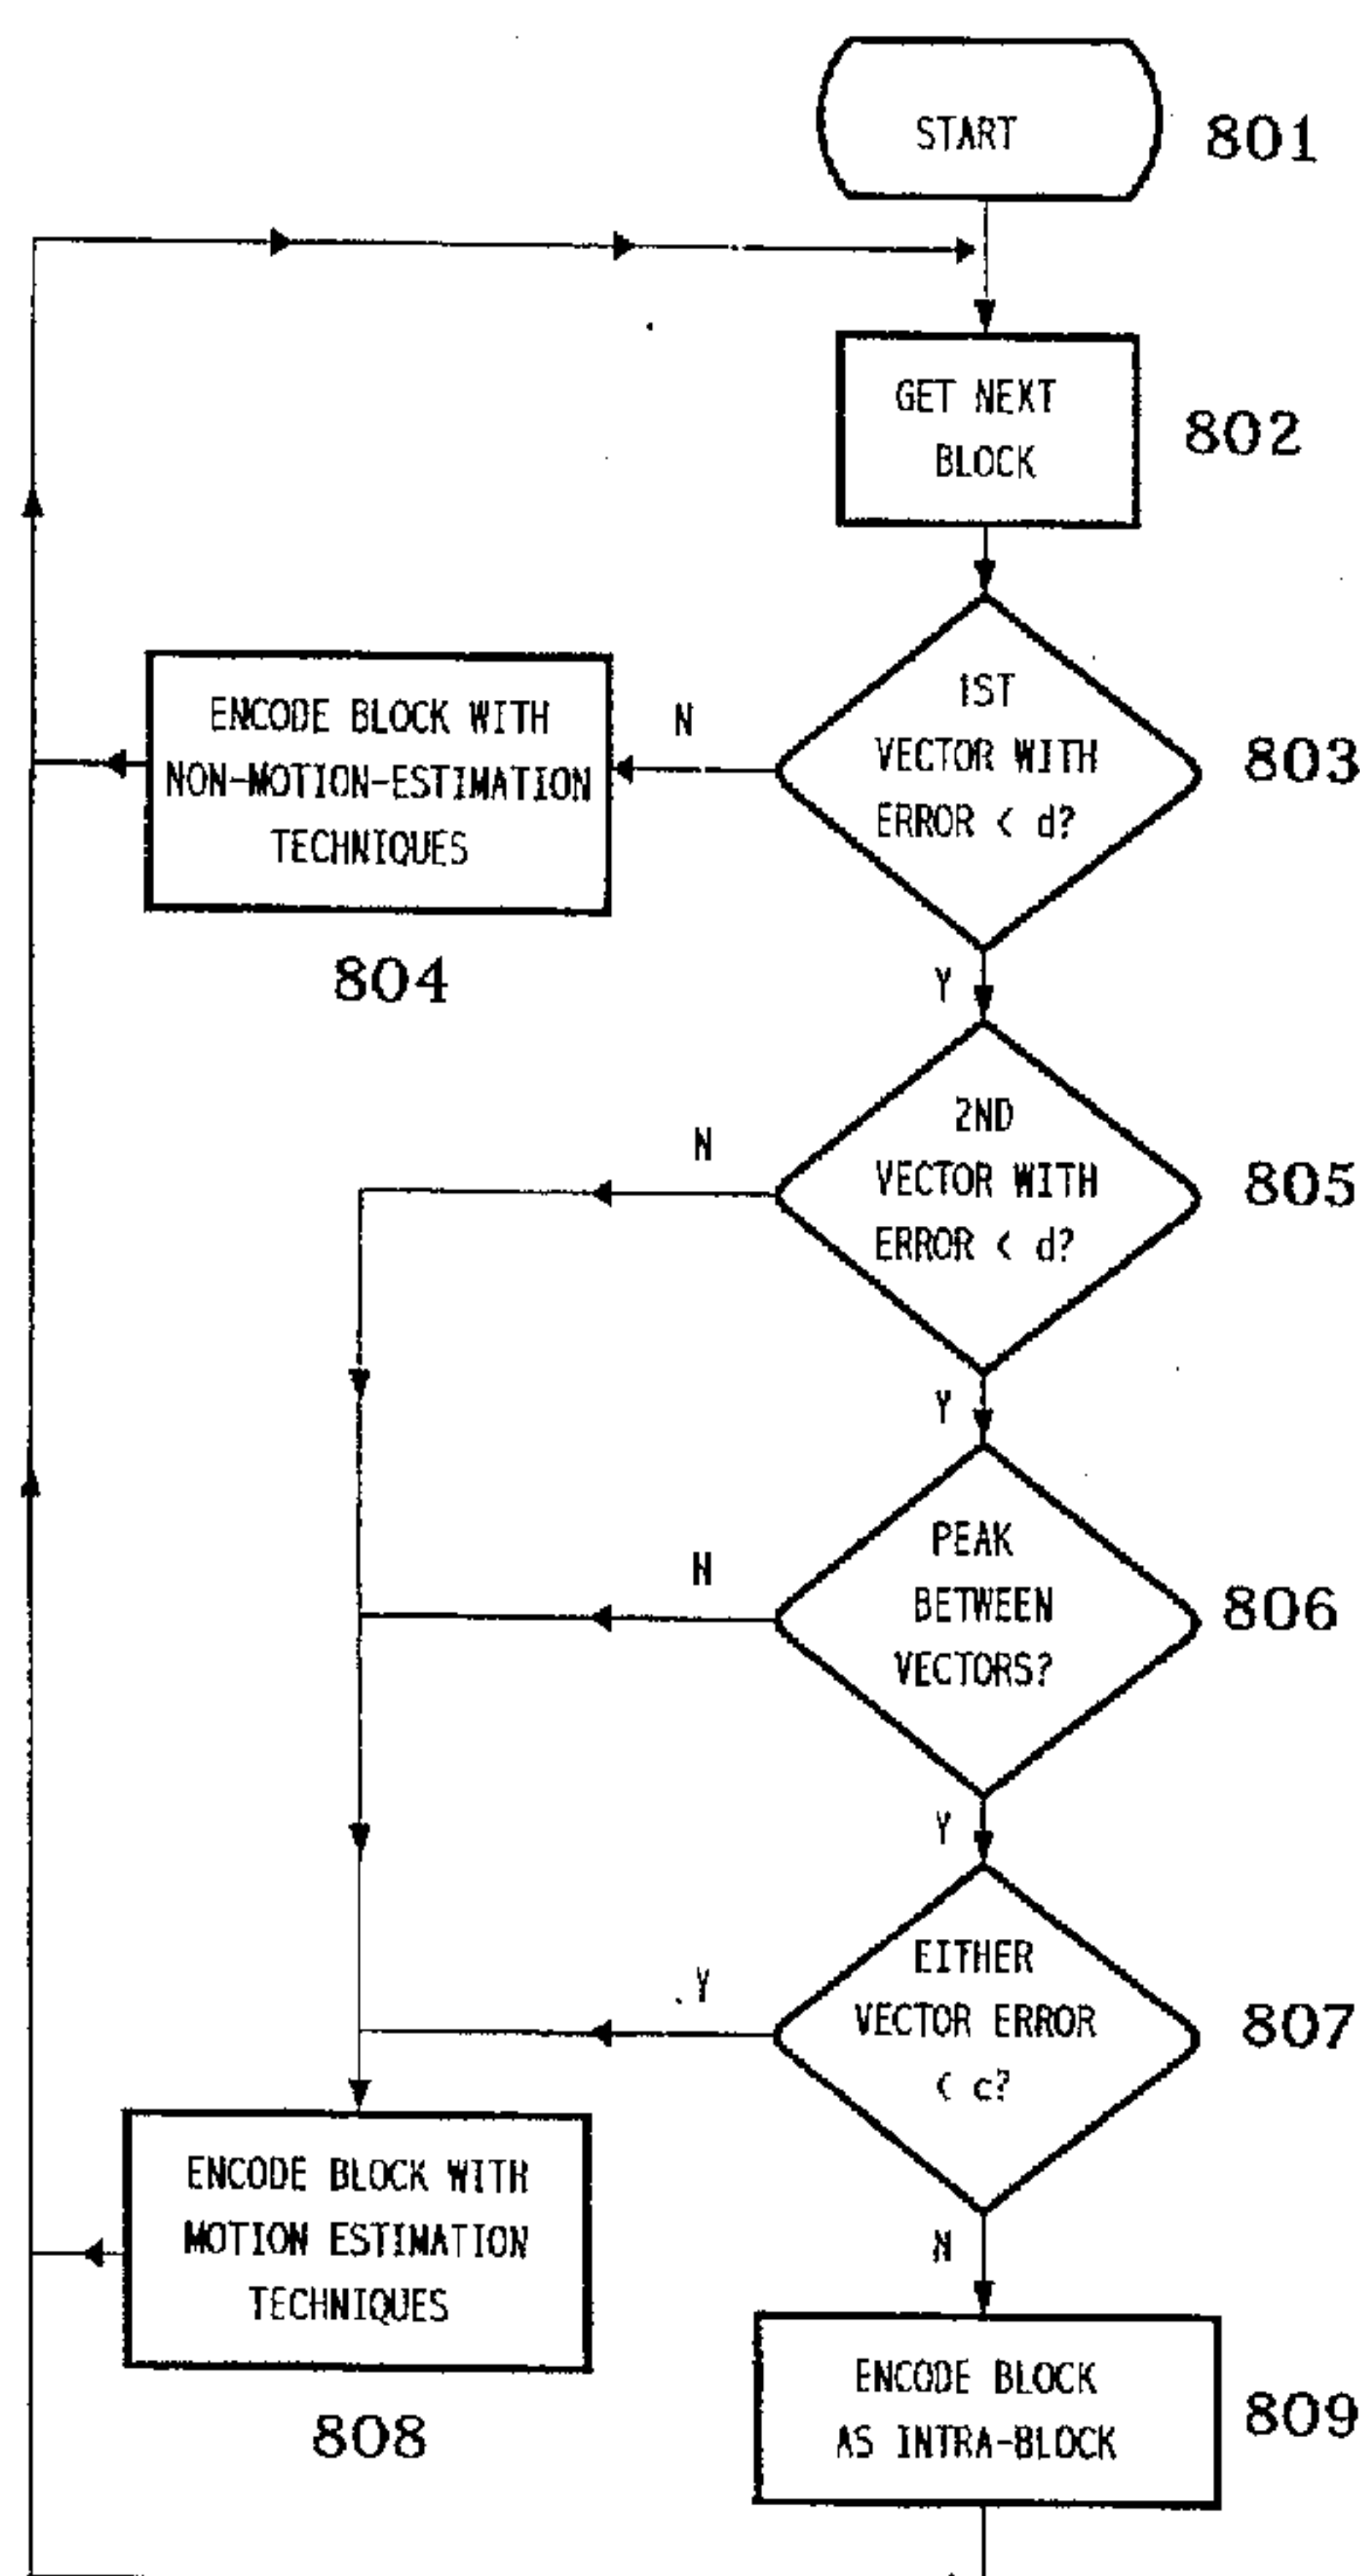 START
801
GET NEXT
BLOCK
802
1ST
VECTOR WITH
ERROR < d?
803
N
ENCODE BLOCK WITH
NON-MOTION-ESTIMATION
TECHNIQUES
804
Y
2ND
VECTOR WITH
ERROR < d?
805
N
Y
PEAK
BETWEEN
VECTORS?
806
N
Y
EITHER
VECTOR ERROR
< c?
807
Y
ENCODE BLOCK WITH
MOTION ESTIMATION
TECHNIQUES
808
N
ENCODE BLOCK
AS INTRA-BLOCK
809